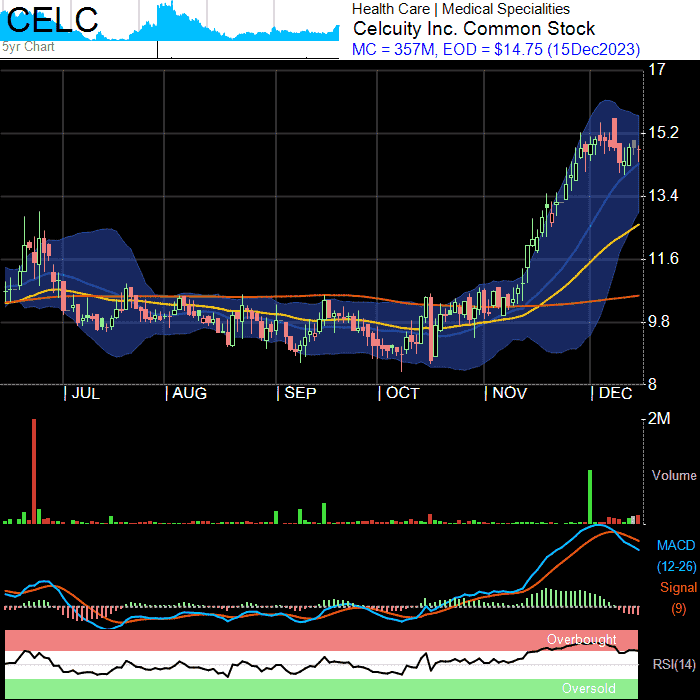 CELC
5yr Chart
Health Care | Medical Specialities
Celcuity Inc. Common Stock
MC = 357M, EOD = $14.75 (15Dec2023)
17
15.2
13.4
11.6
9.8
8
| JUL
| AUG
| SEP
| OCT
| NOV
| DEC
2M
Volume
MACD
(12-26)
Signal
(9)
Overbought
RSI(14)
Oversold